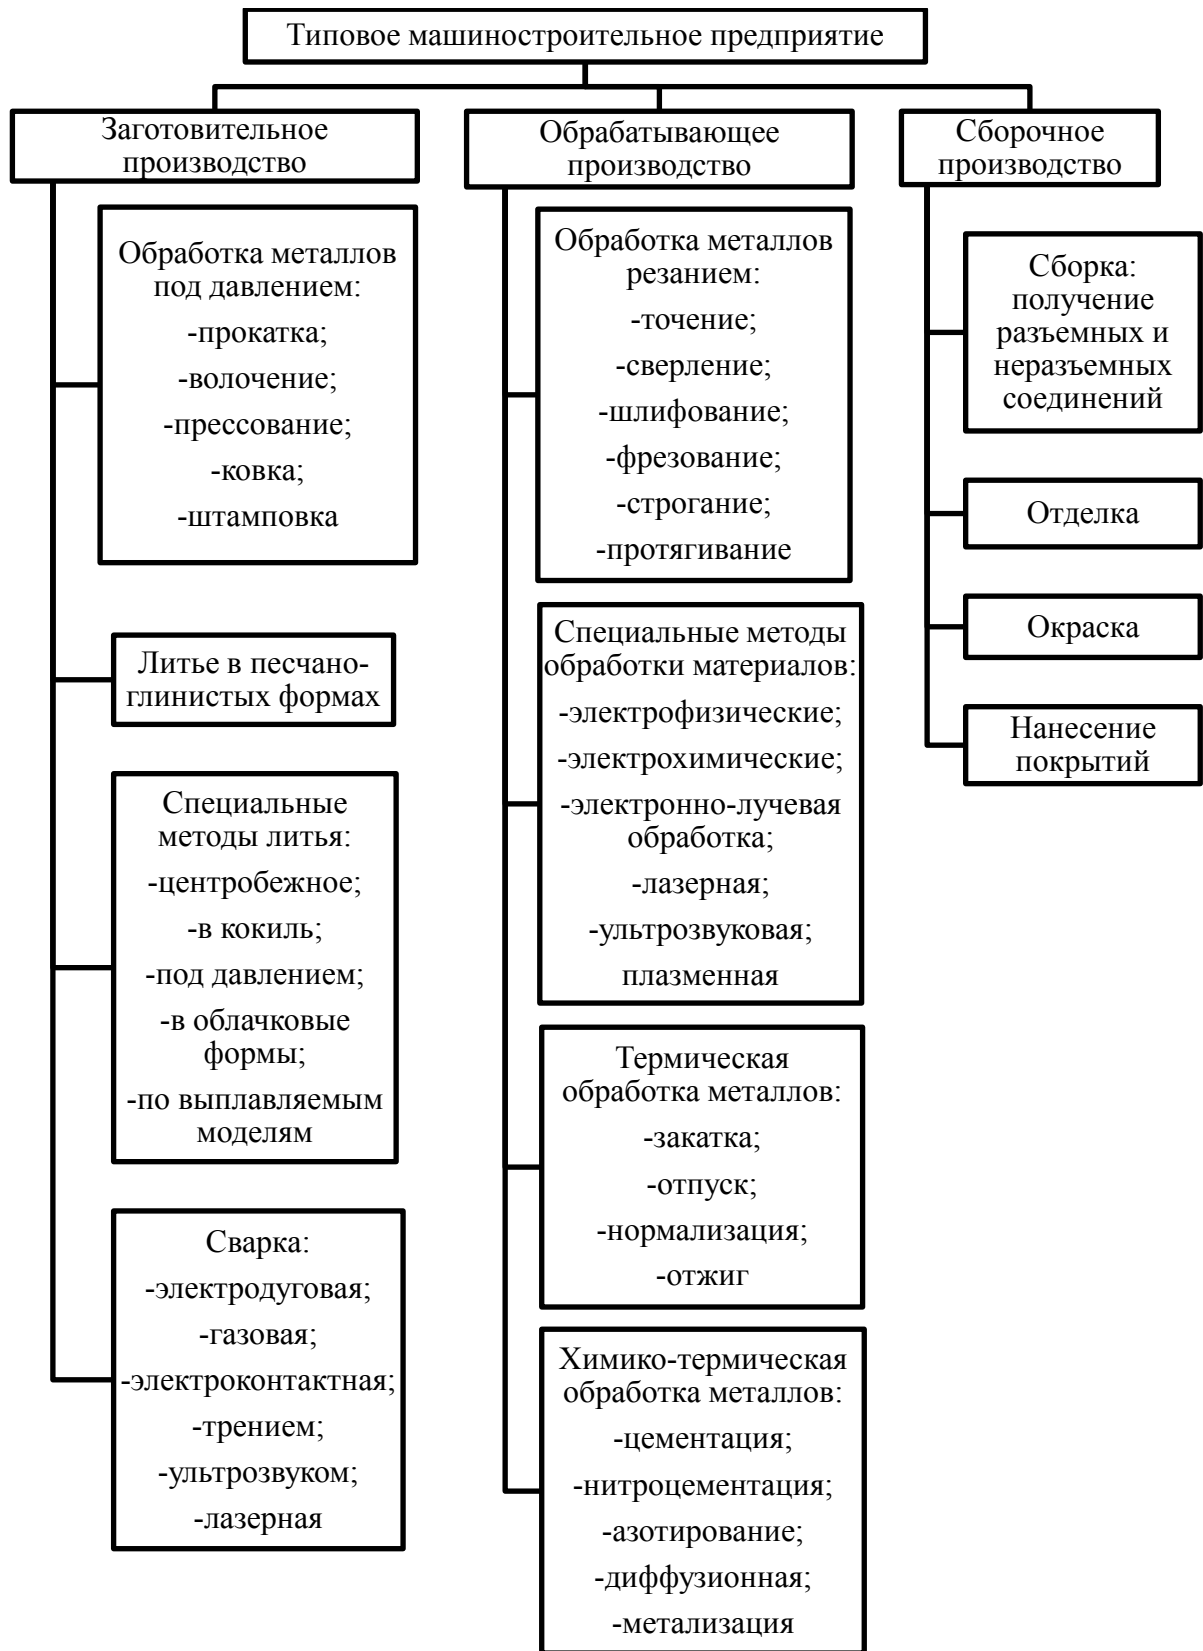 Типовое машиностроительное предприятие
Заготовительное
производство
Обработка металлов
под давлением:
-прокатка;
-волочение;
-прессование;
-ковка;
-штамповка
Литье в песчано-
глинистых формах
Специальные
методы литья:
-центробежное;
-в кокиль;
-под давлением;
-в облачковые
формы;
-по выплавляемым
моделям
Сварка:
-электродуговая;
-газовая;
-электроконтактная;
-трением;
-ультрозвуком;
-лазерная
Обрабатывающее
производство
Обработка металлов
резанием:
-точение;
-сверление;
-шлифование;
-фрезование;
-строгание;
-протягивание
Специальные методы
обработки материалов:
-электрофизические;
-электрохимические;
-электронно-лучевая
обработка;
-лазерная;
-ультрозвуковая;
плазменная
Термическая
обработка металлов:
-закатка;
-отпуск;
-нормализация;
-отжиг
Химико-термическая
обработка металлов:
-цементация;
-нитроцементация;
-азотирование;
-диффузионная;
-метализация
Сборочное
производство
Сборка:
получение
разъемных и
неразъемных
соединений
Отделка
Окраска
Нанесение
покрытий